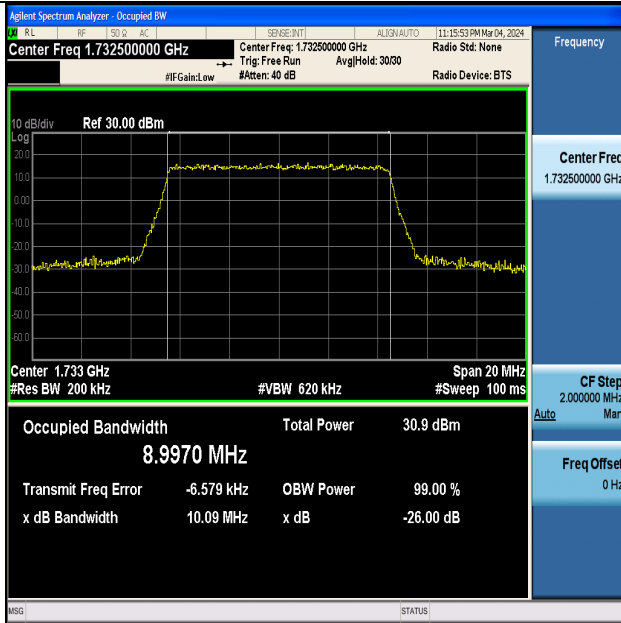 Agilent Spectrum Analyzer - Occupied BW
RL RF 50 Ω AC SENSE:INT ALIGN AUTO 11:15:53 PM Mar 04, 2024
Center Freq 1.732500000 GHz Center Freq: 1.732500000 GHz Radio Std: None
Trig: Free Run Avg|Hold: 30/30
#IFGain:Low #Atten: 40 dB Radio Device: BTS
Frequency
10 dB/div Ref 30.00 dBm
Log
20.0
10.0
0.00
-10.0
-20.0
-30.0
-40.0
-50.0
-60.0
Center 1.733 GHz Span 20 MHz
#Res BW 200 kHz #VBW 620 kHz #Sweep 100 ms
Occupied Bandwidth Total Power 30.9 dBm
8.9970 MHz
Transmit Freq Error -6.579 kHz OBW Power 99.00 %
x dB Bandwidth 10.09 MHz x dB -26.00 dB
Center Freq
1.732500000 GHz
CF Step
2.000000 MHz
Auto Man
Freq Offset
0 Hz
MSG STATUS